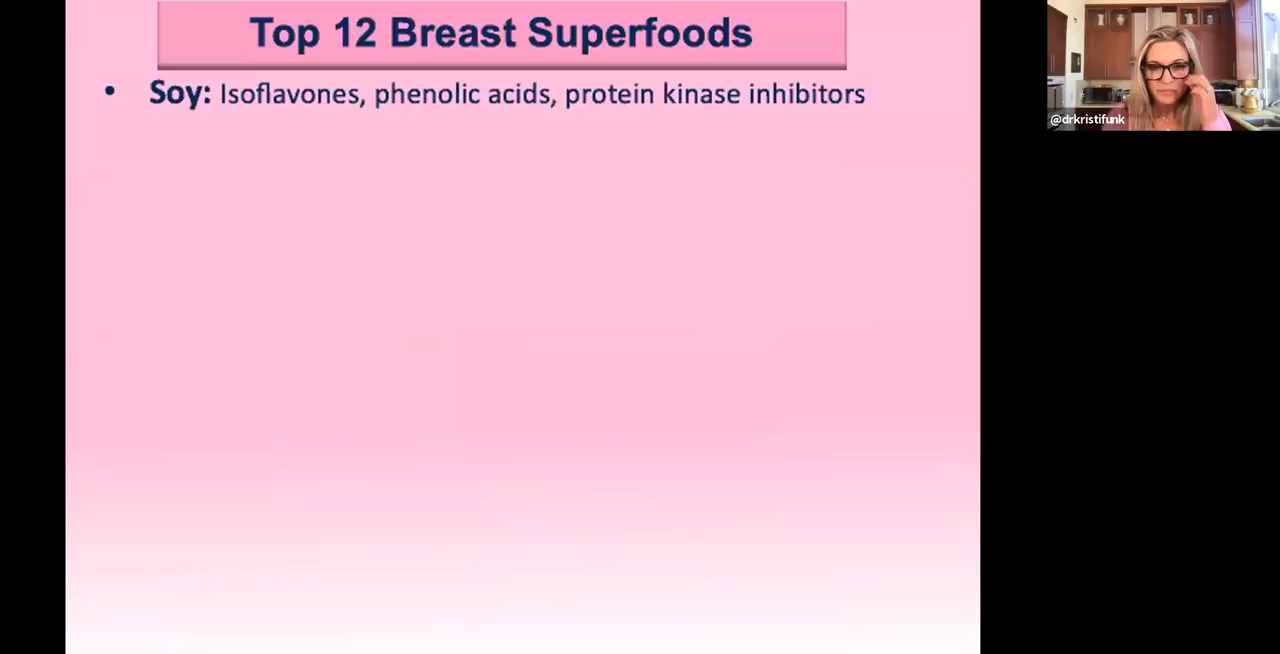 Top 12 Breast Superfoods
• Soy: Isoflavones, phenolic acids, protein kinase inhibitors
@drkristifunk